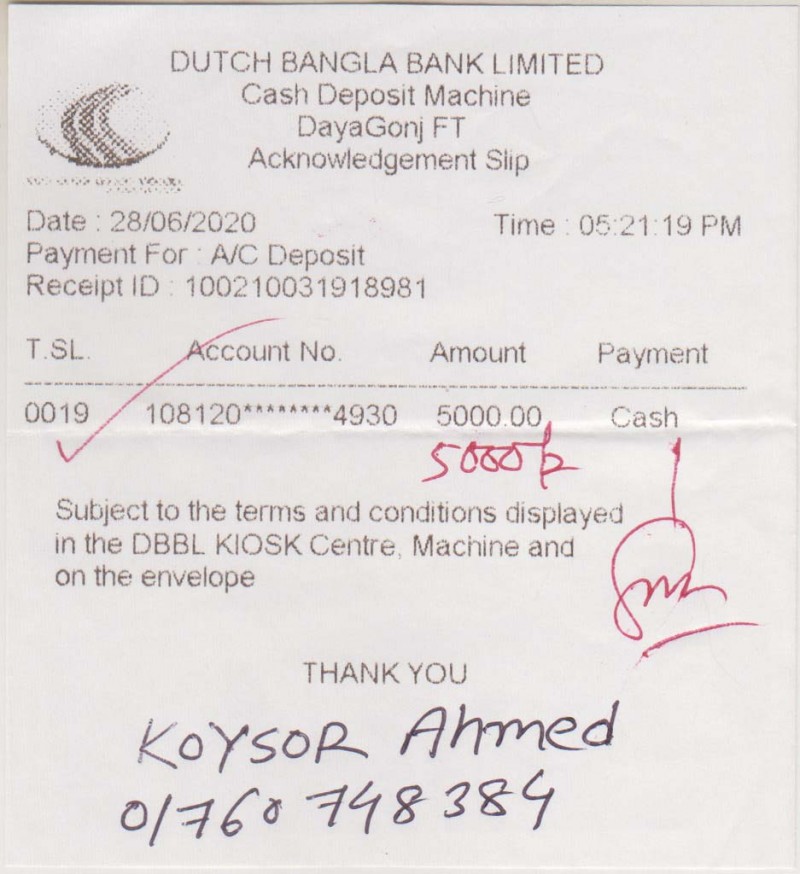 DUTCH BANGLA BANK LIMITED
Cash Deposit Machine
DayaGonj FT
Acknowledgement Slip
Date : 28/06/2020 Time : 05:21:19 PM
Payment For : A/C Deposit
Receipt ID : 100210031918981
T.SL. Account No. Amount Payment
0019 108120********4930 5000.00 Cash
5000/=
Subject to the terms and conditions displayed
in the DBBL KIOSK Centre, Machine and
on the envelope
THANK YOU
KOYSOR Ahmed
01760748384